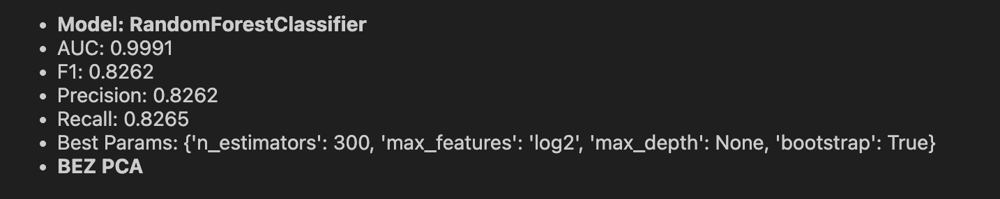 • Model: RandomForestClassifier
• AUC: 0.9991
• F1: 0.8262
• Precision: 0.8262
• Recall: 0.8265
• Best Params: {'n_estimators': 300, 'max_features': 'log2', 'max_depth': None, 'bootstrap': True}
• BEZ PCA